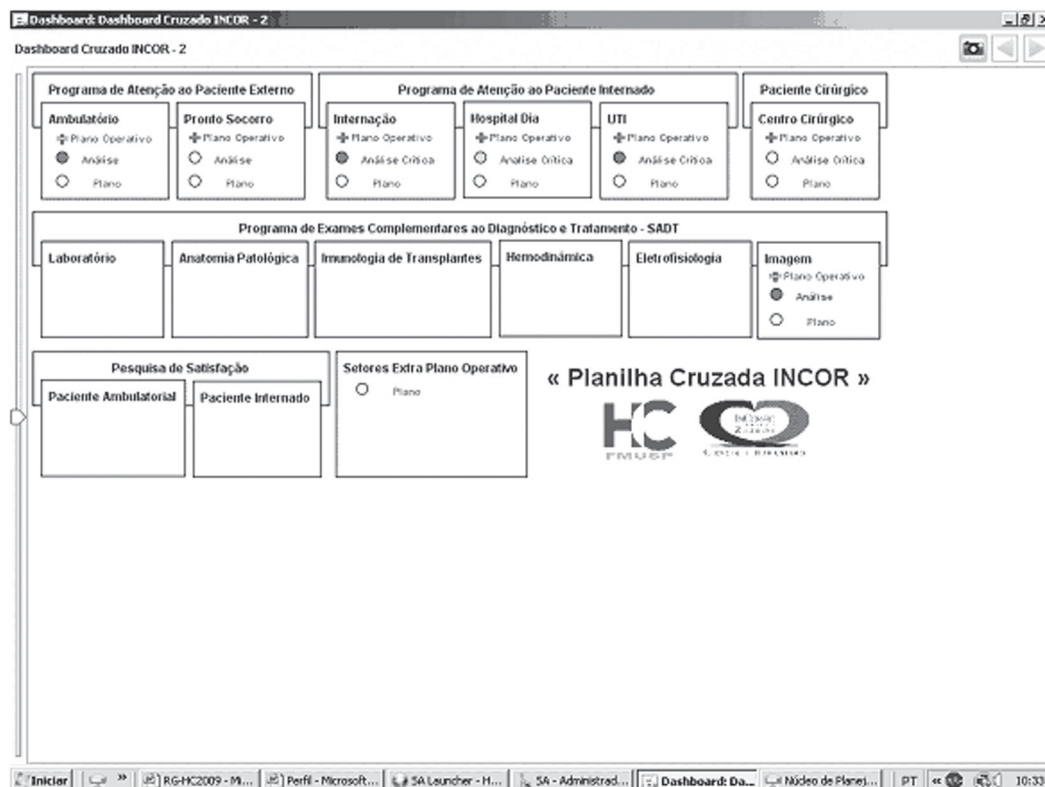 Dashboard: Dashboard Cruzado INCOR - 2
Dashboard Cruzado INCOR - 2
Programa de Atenção ao Paciente Externo
Ambulatório
Plano Operativo
Análise
Plano
Pronto Socorro
Plano Operativo
Análise
Plano
Programa de Atenção ao Paciente Internado
Internação
Plano Operativo
Análise Crítica
Plano
Hospital Dia
Plano Operativo
Analise Crítica
Plano
UTI
Plano Operativo
Análise Crítica
Plano
Paciente Cirúrgico
Centro Cirúrgico
Plano Operativo
Análise Crítica
Plano
Programa de Exames Complementares ao Diagnóstico e Tratamento - SADT
Laboratório
Anatomia Patológica
Imunologia de Transplantes
Hemodinâmica
Eletrofisiologia
Imagem
Plano Operativo
Análise
Plano
Pesquisa de Satisfação
Paciente Ambulatorial
Paciente Internado
Setores Extra Plano Operativo
Plano
« Planilha Cruzada INCOR »
HC
FMUSP
Iniciar
»
RG-HC2009 - Mi...
Perfil - Microsoft...
SA Launcher - H...
SA - Administrad...
Dashboard: Da...
Núcleo de Planej...
PT
«
10:33